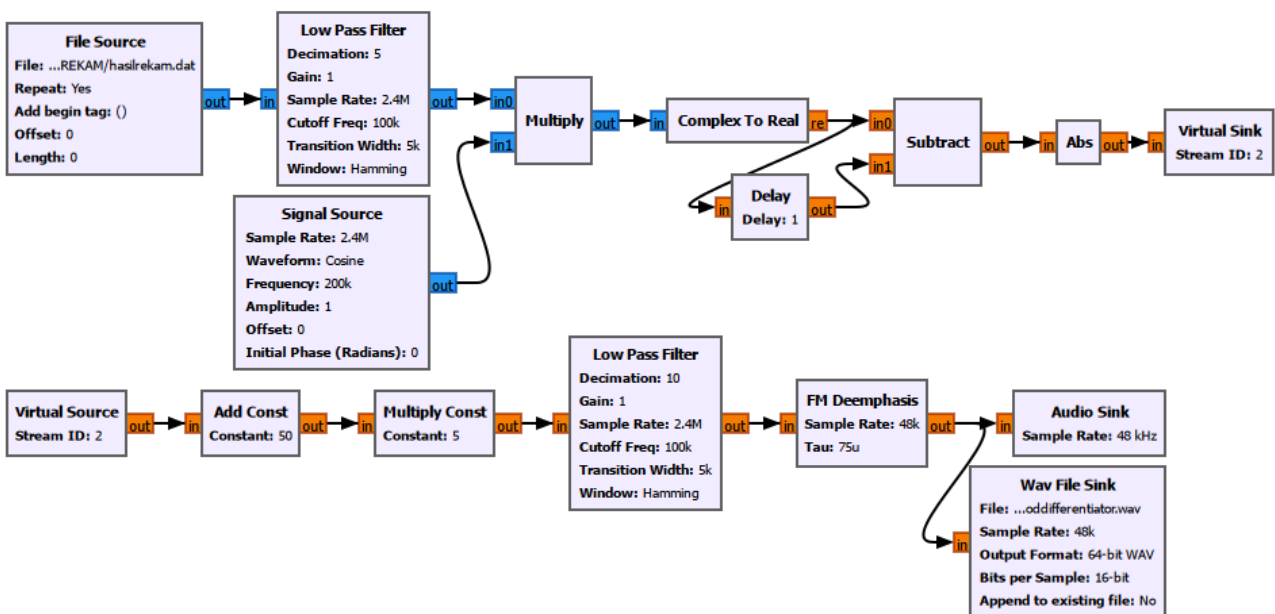 File Source
File: ...REKAM/hasilrekam.dat
Repeat: Yes
Add begin tag: ()
Offset: 0
Length: 0
out
in
Low Pass Filter
Decimation: 5
Gain: 1
Sample Rate: 2.4M
Cutoff Freq: 100k
Transition Width: 5k
Window: Hamming
out
Signal Source
Sample Rate: 2.4M
Waveform: Cosine
Frequency: 200k
Amplitude: 1
Offset: 0
Initial Phase (Radians): 0
out
in0
in1
Multiply
out
in
Complex To Real
re
in
Delay
Delay: 1
out
in0
in1
Subtract
out
in
Abs
out
in
Virtual Sink
Stream ID: 2
Virtual Source
Stream ID: 2
out
in
Add Const
Constant: 50
out
in
Multiply Const
Constant: 5
out
in
Low Pass Filter
Decimation: 10
Gain: 1
Sample Rate: 2.4M
Cutoff Freq: 100k
Transition Width: 5k
Window: Hamming
out
in
FM Deemphasis
Sample Rate: 48k
Tau: 75u
out
in
Audio Sink
Sample Rate: 48 kHz
in
Wav File Sink
File: ...oddifferentiator.wav
Sample Rate: 48k
Output Format: 64-bit WAV
Bits per Sample: 16-bit
Append to existing file: No